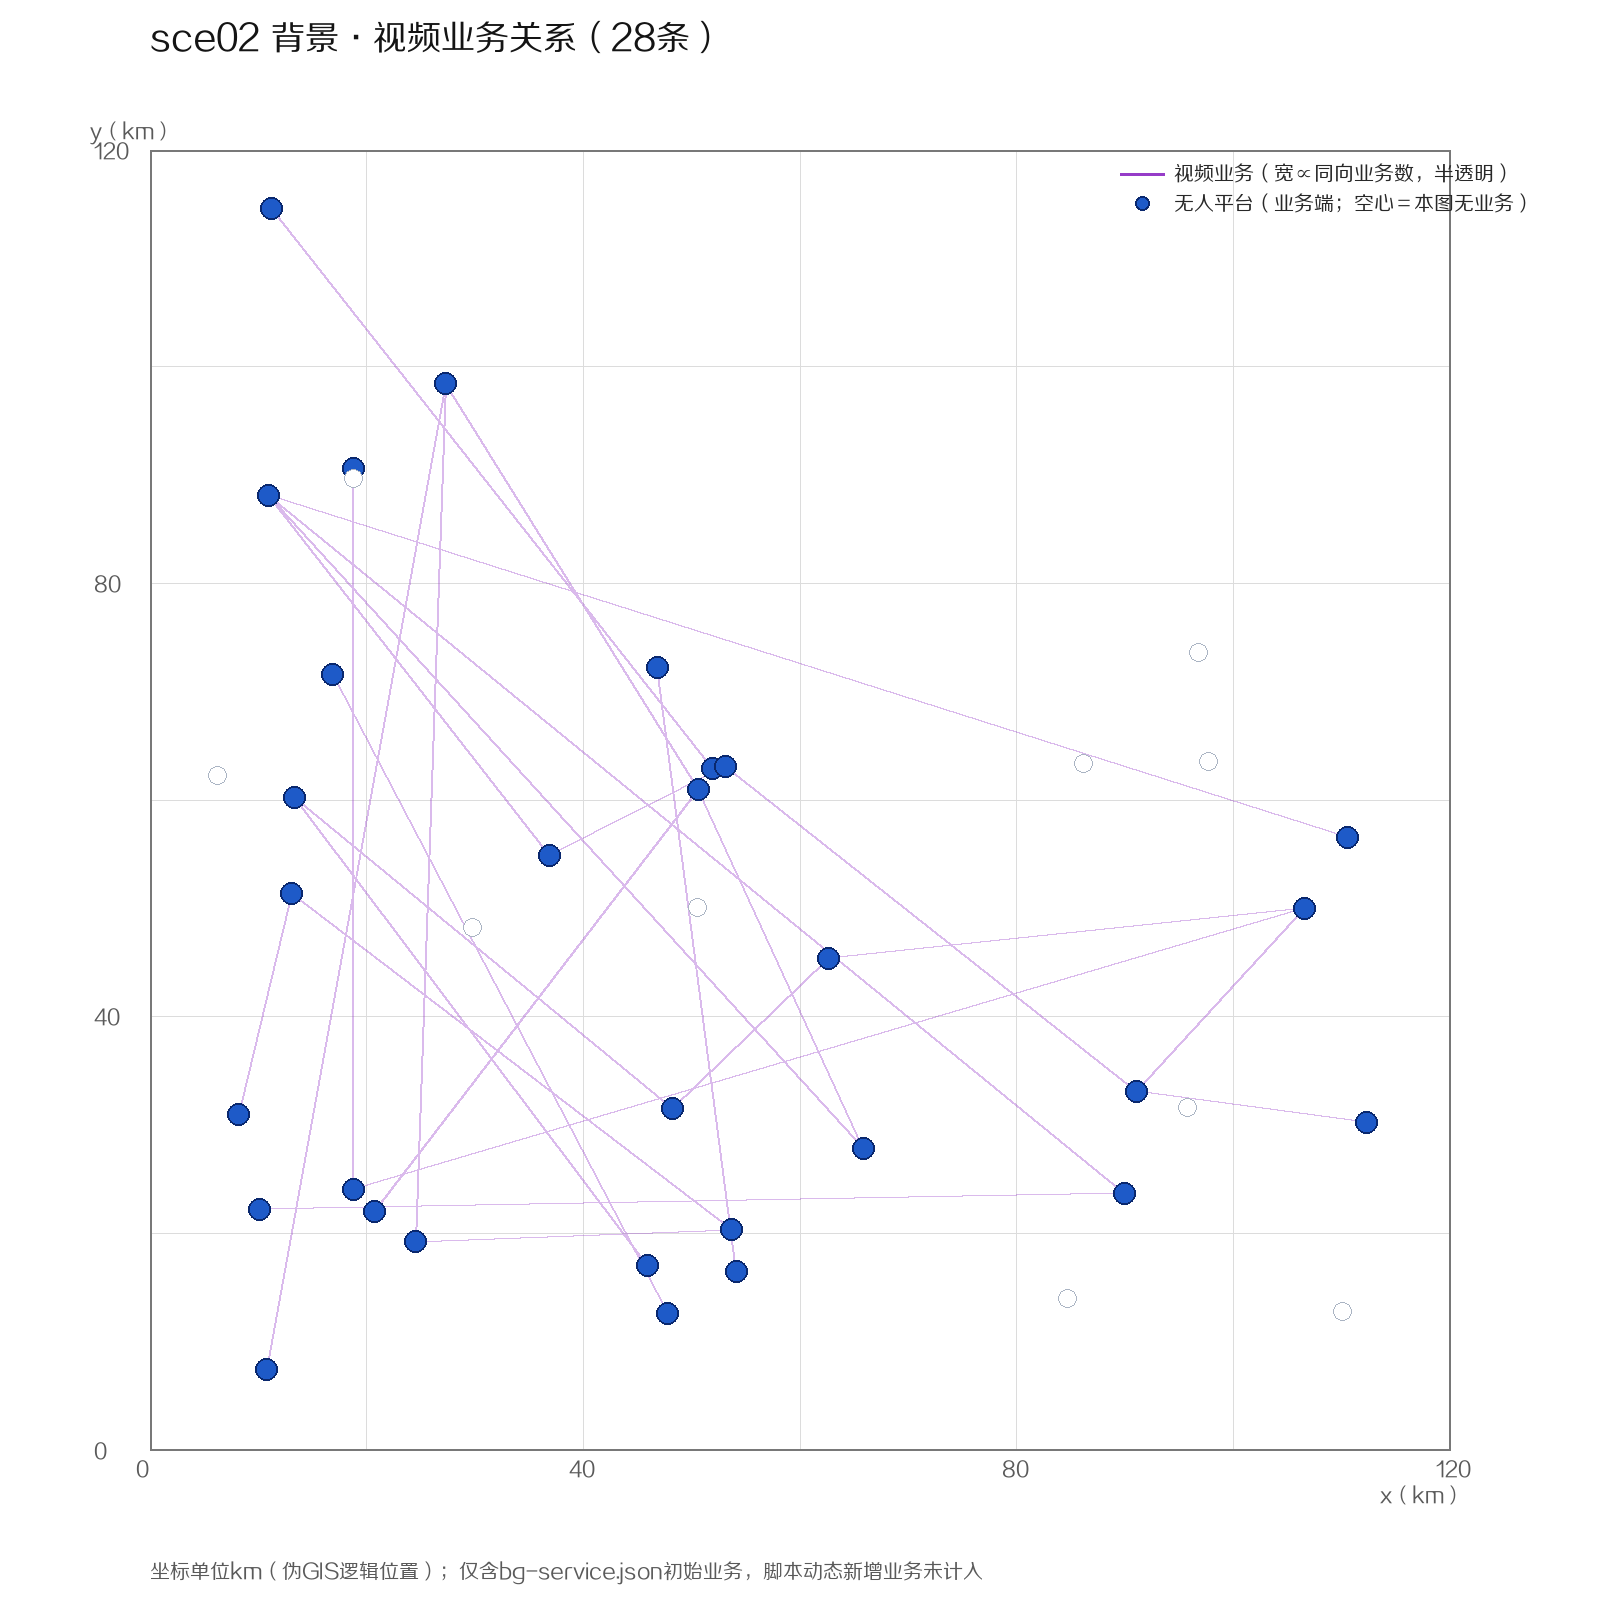 sce02 背景·视频业务关系（28条）
y（km）
120
视频业务（宽∝同向业务数，半透明）
无人平台（业务端；空心＝本图无业务）
80
40
0
0
40
80
120
x（km）
坐标单位km（伪GIS逻辑位置）；仅含bg-service.json初始业务，脚本动态新增业务未计入